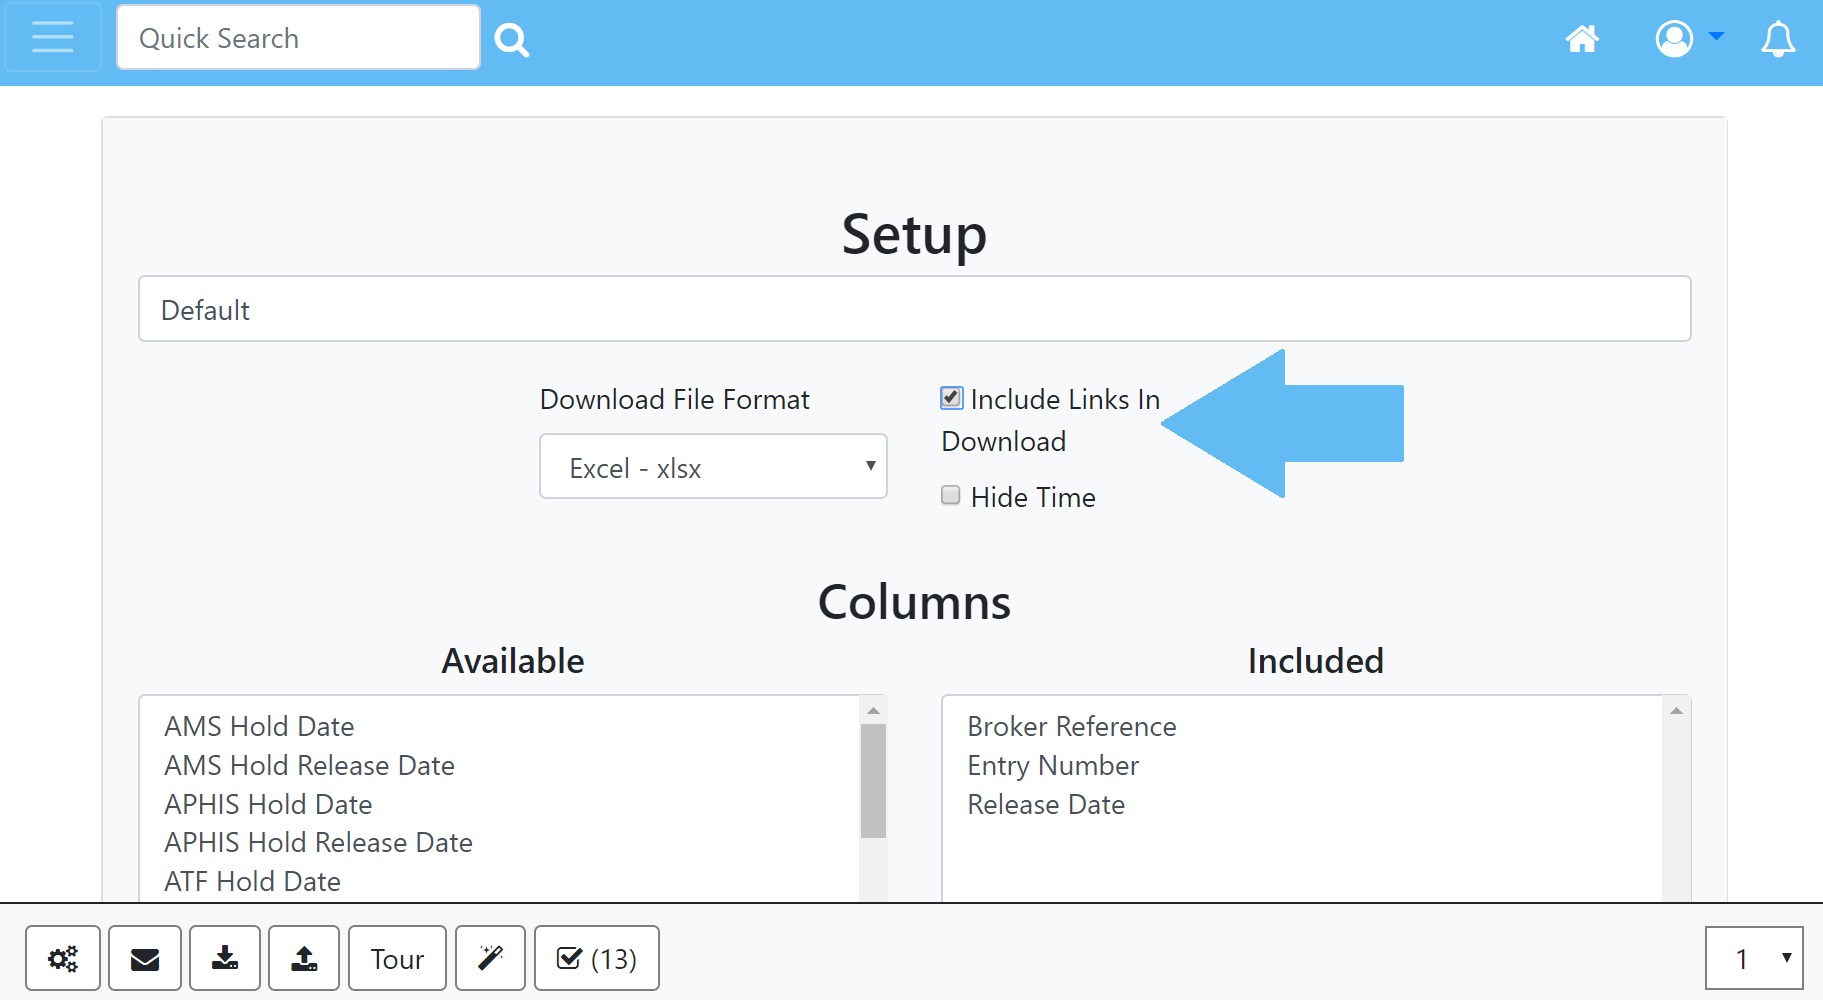 Quick Search
Setup
Default
Download File Format
Include Links In
Download
Excel - xlsx
Hide Time
Columns
Available
Included
AMS Hold Date
AMS Hold Release Date
APHIS Hold Date
APHIS Hold Release Date
ATF Hold Date
Broker Reference
Entry Number
Release Date
Tour
(13)
1